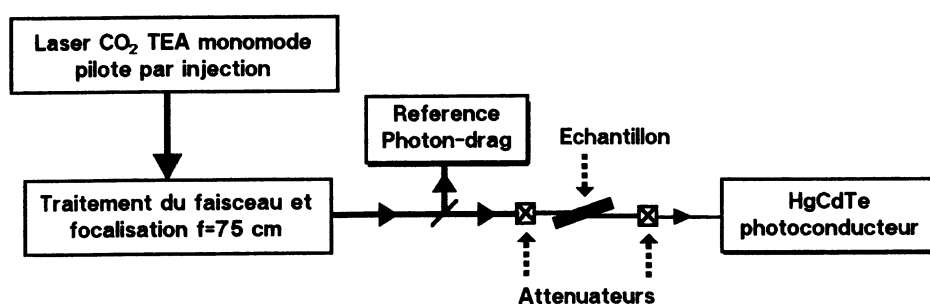 Laser CO₂ TEA monomode
pilote par injection
Traitement du faisceau et
focalisation f=75 cm
Reference
Photon-drag
Echantillon
Attenuateurs
HgCdTe
photoconducteur